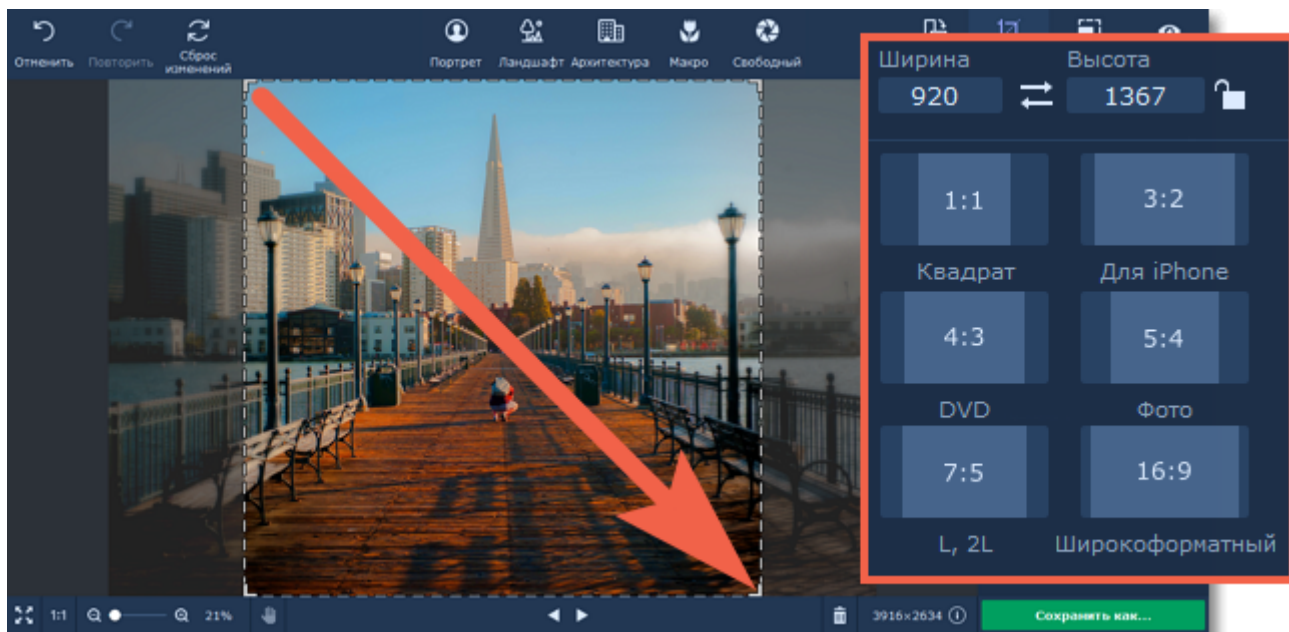 Отменить
Повторить
Сброс
изменений
Портрет
Ландшафт
Архитектура
Макро
Свободный
Ширина
Высота
920
1367
1:1
3:2
Квадрат
Для iPhone
4:3
5:4
DVD
Фото
7:5
16:9
L, 2L
Широкоформатный
1:1
21%
3916×2634
Сохранить как...